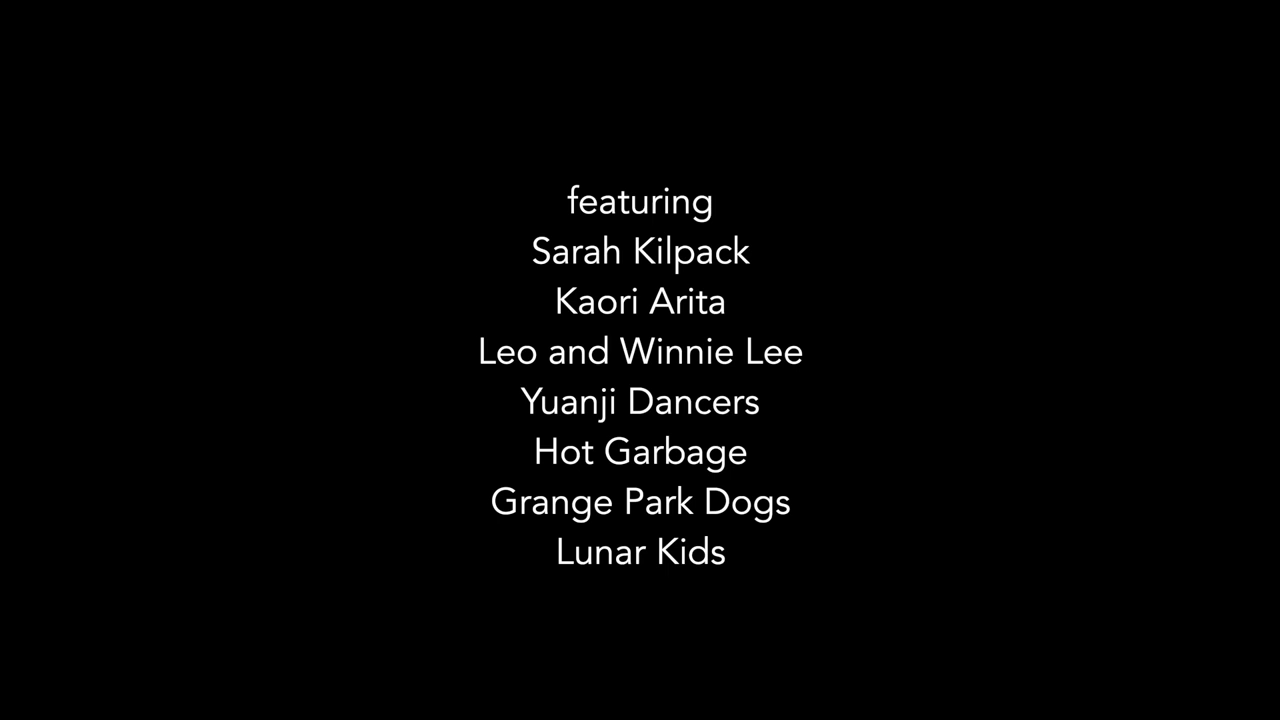 featuring
Sarah Kilpack
Kaori Arita
Leo and Winnie Lee
Yuanji Dancers
Hot Garbage
Grange Park Dogs
Lunar Kids